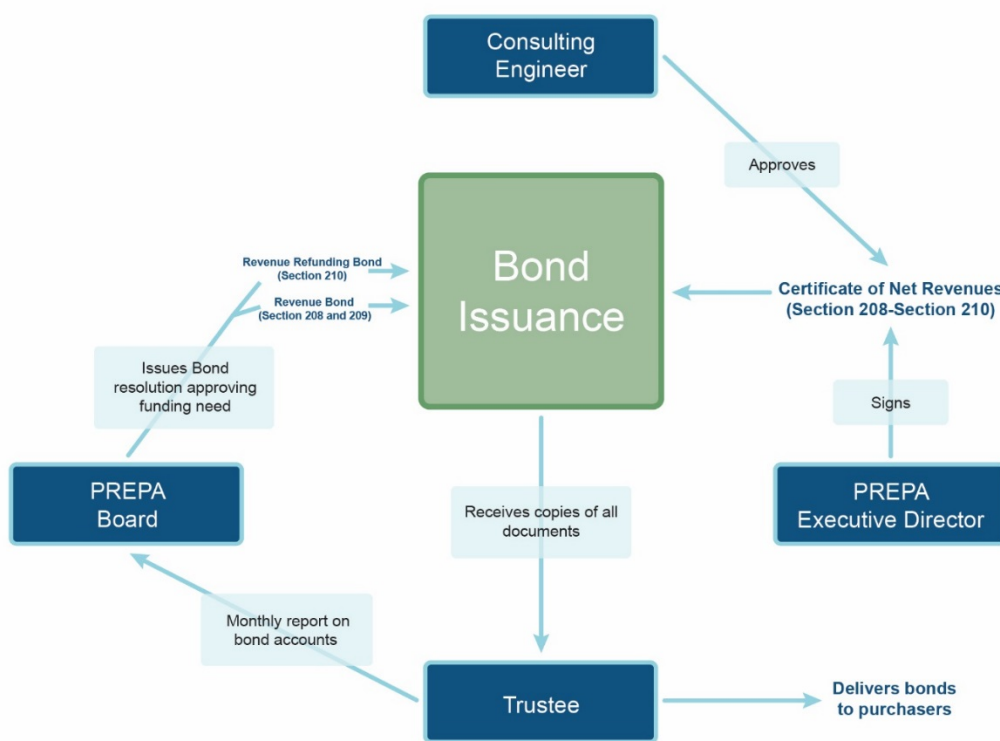 Consulting
Engineer
Approves
Bond
Issuance
Revenue Refunding Bond
(Section 210)
Revenue Bond
(Section 208 and 209)
Certificate of Net Revenues
(Section 208-Section 210)
Issues Bond
resolution approving
funding need
Signs
PREPA
Board
Receives copies of all
documents
PREPA
Executive Director
Monthly report on
bond accounts
Trustee
Delivers bonds
to purchasers